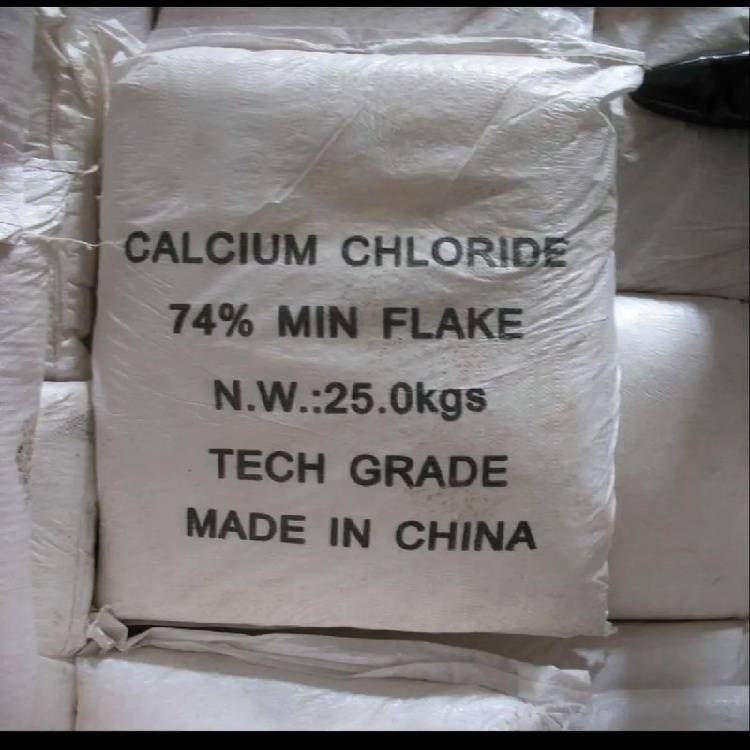 CALCIUM CHLORIDE
74% MIN FLAKE
N.W.:25.0kgs
TECH GRADE
MADE IN CHINA